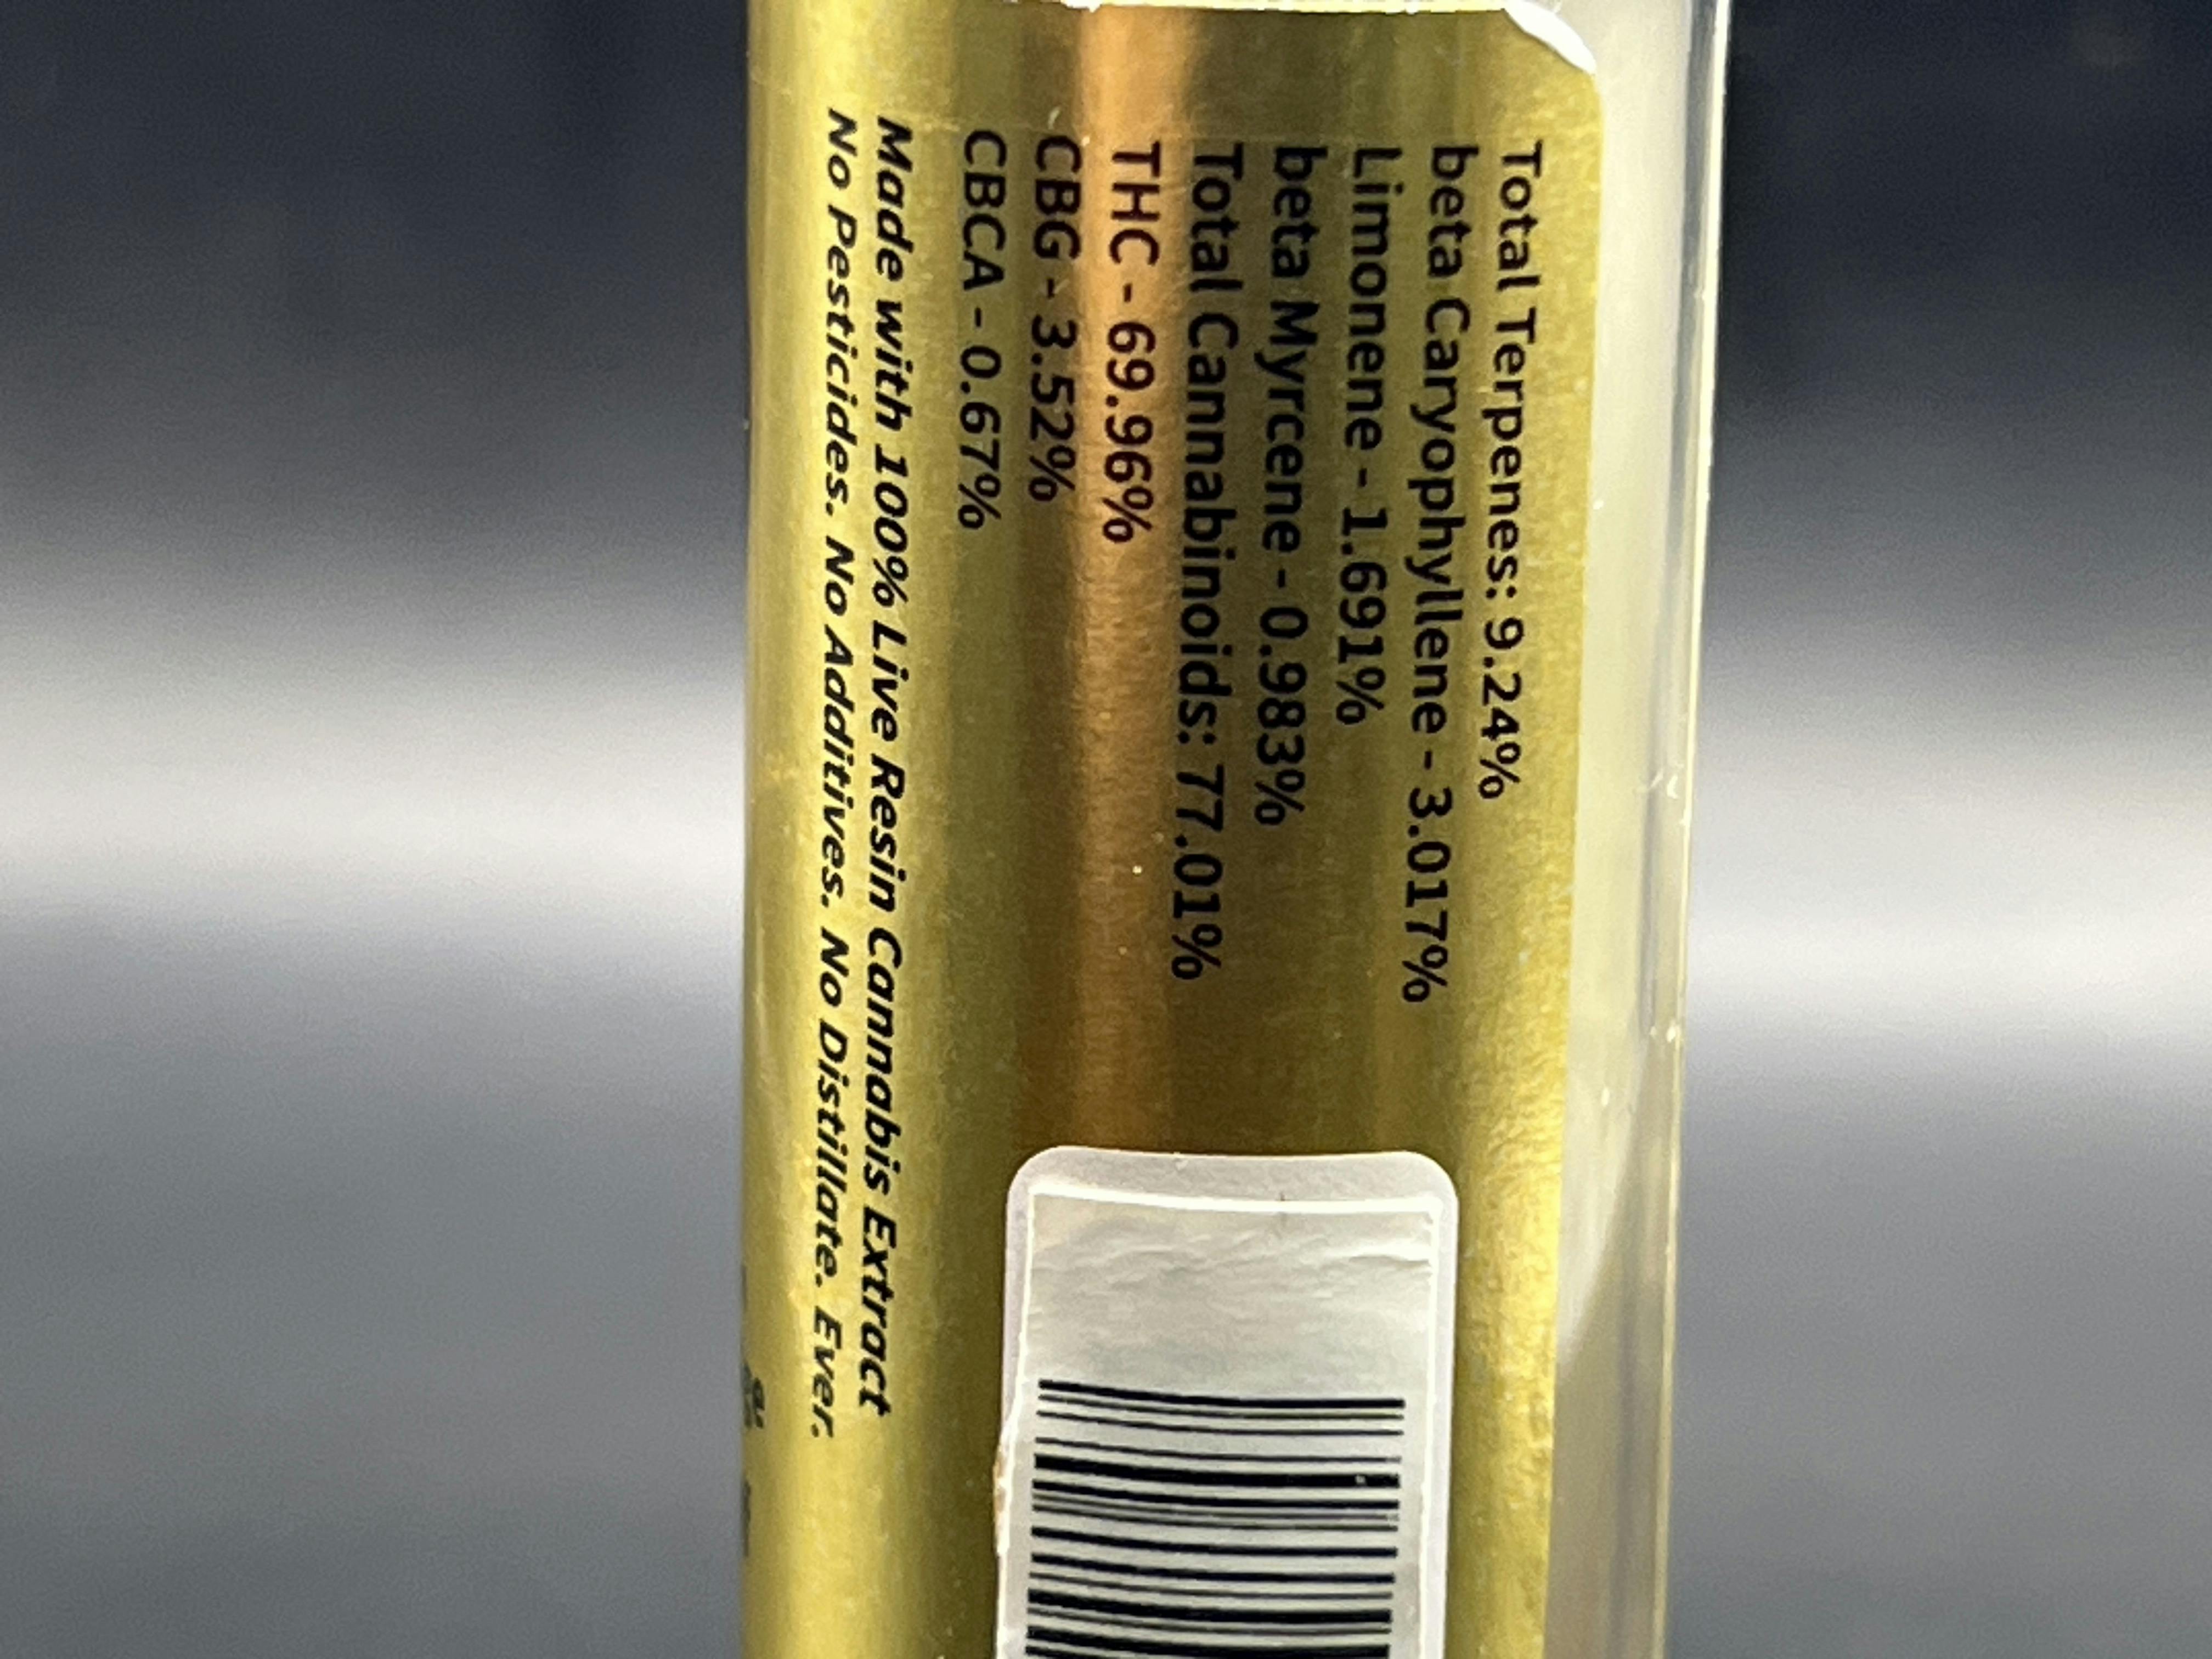 Total Terpenes: 9.24%
beta Caryophyllene - 3.017%
Limonene - 1.691%
beta Myrcene - 0.983%
Total Cannabinoids: 77.01%
THC - 69.96%
CBG - 3.52%
CBCA - 0.67%
Made with 100% Live Resin Cannabis Extract
No Pesticides. No Additives. No Distillate. Ever.